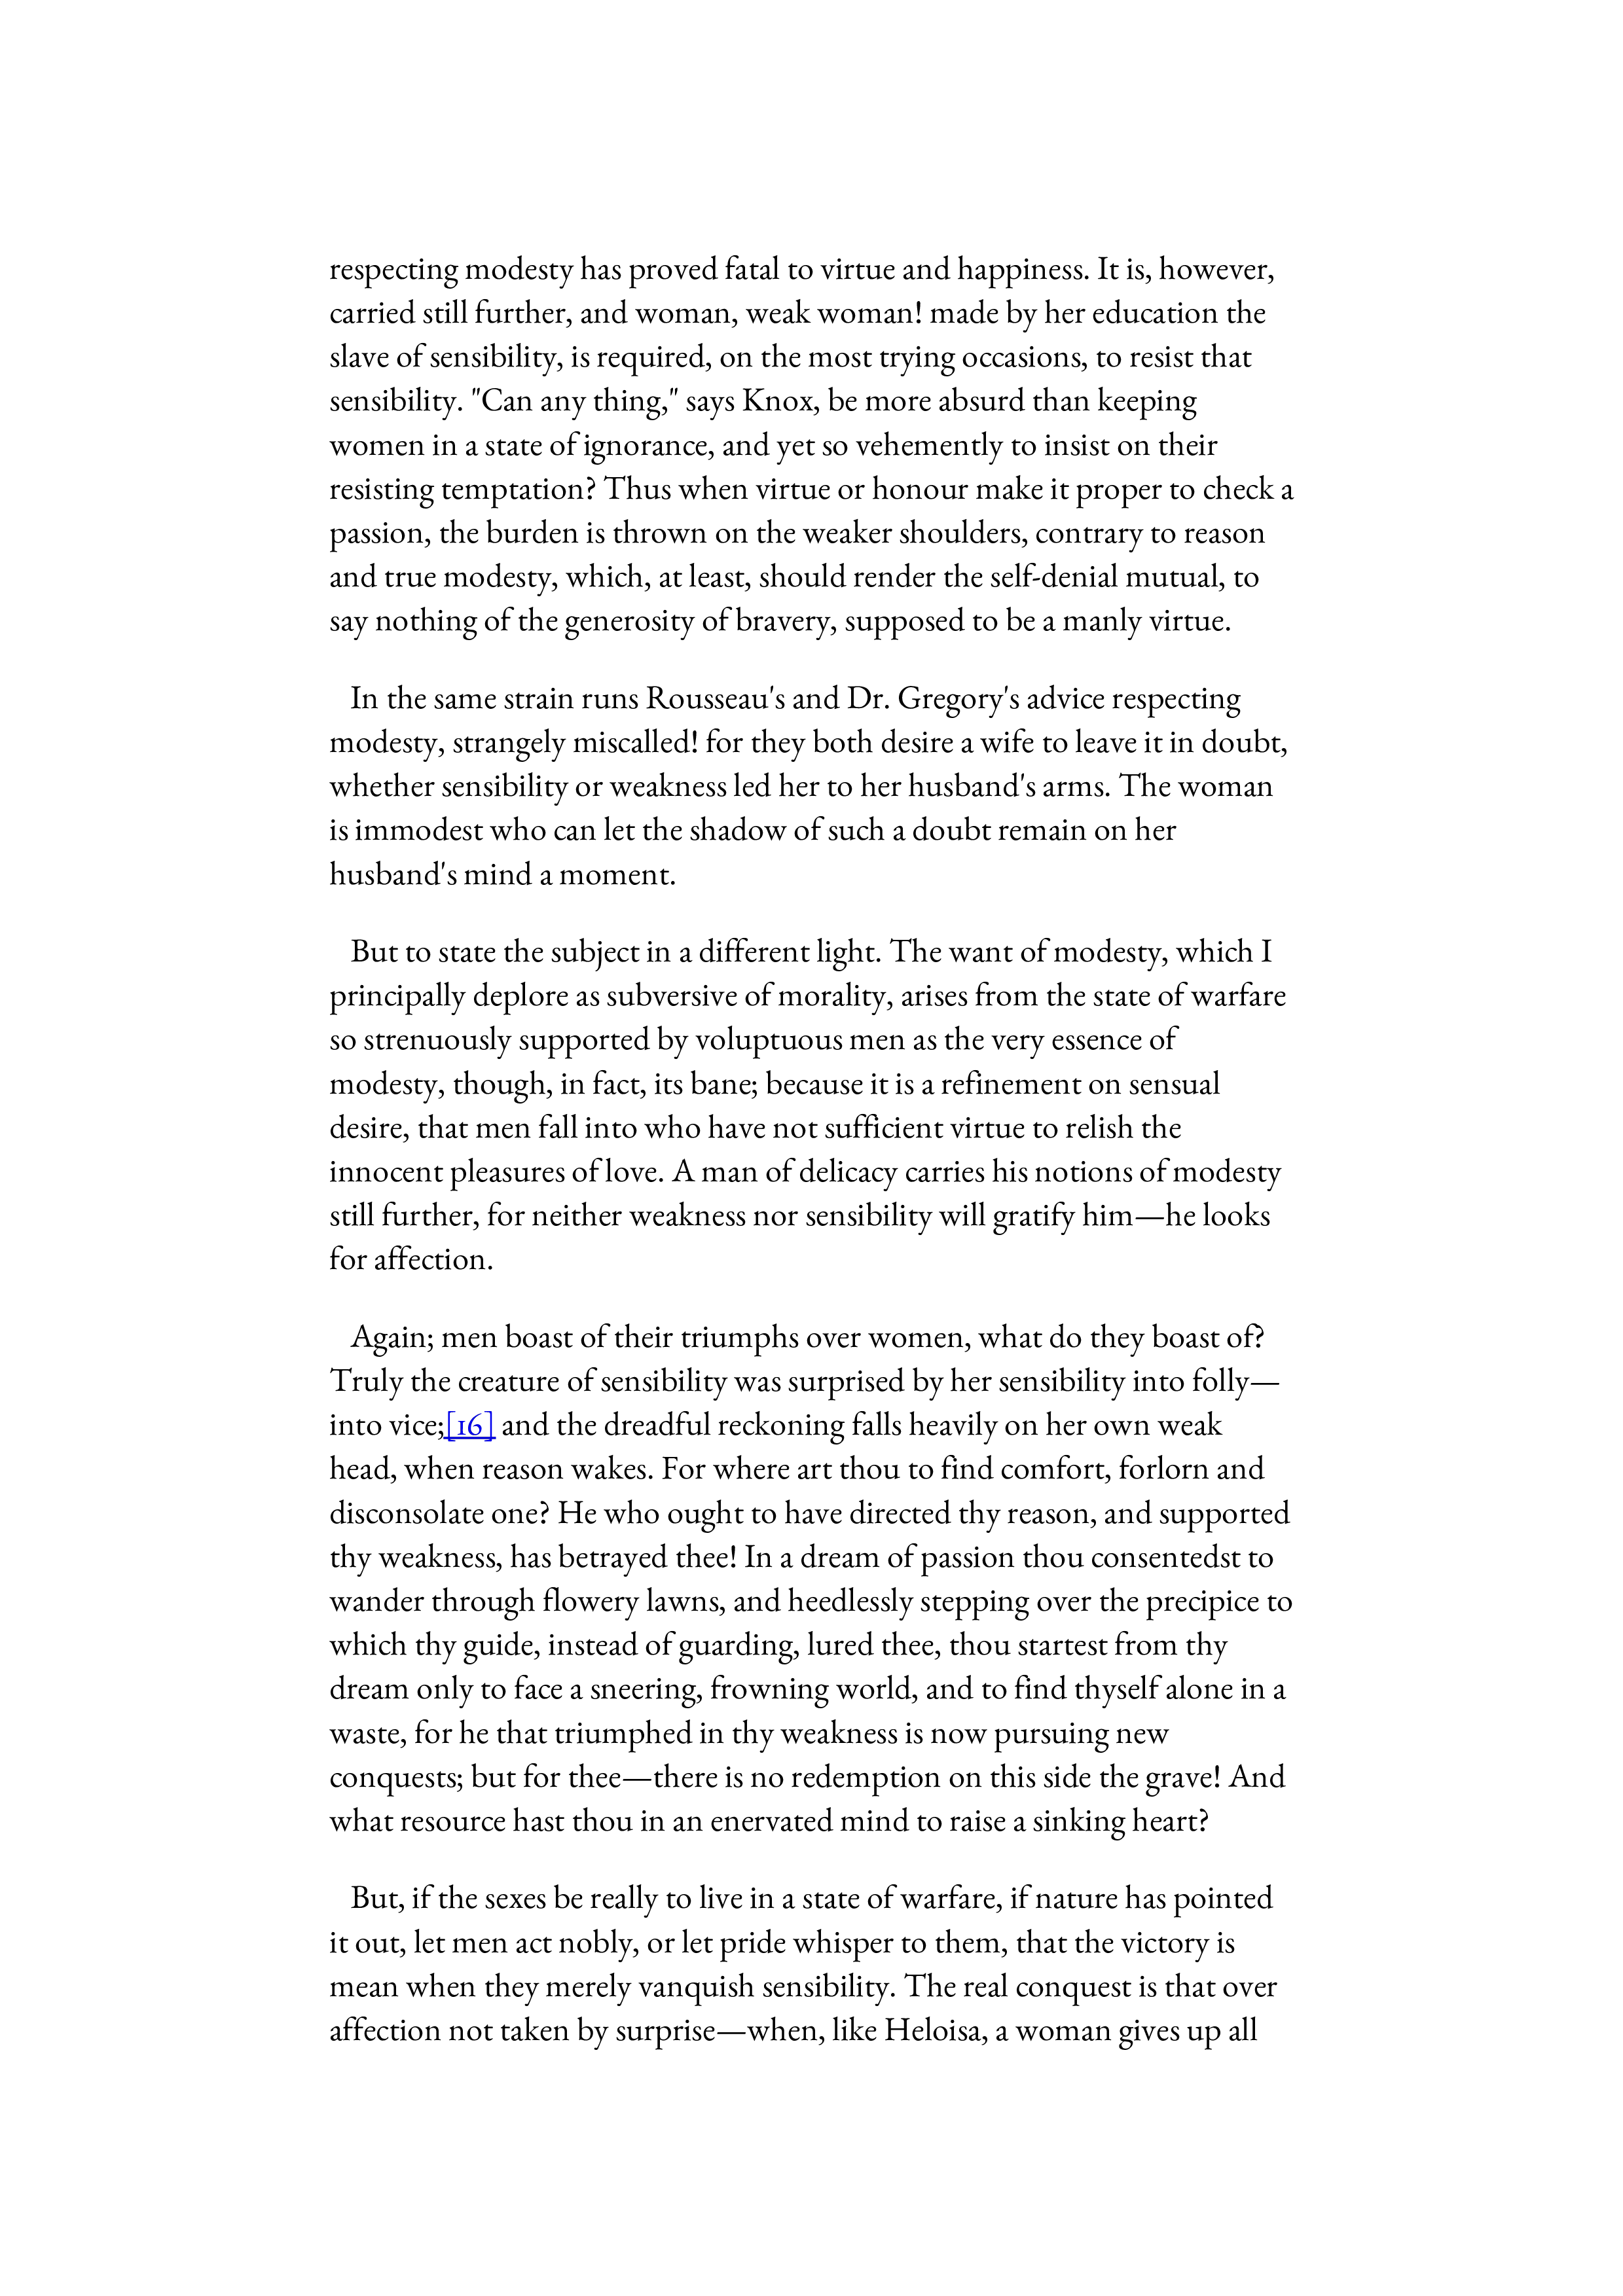 respecting modesty has proved fatal to virtue and happiness. It is, however,
carried still further, and woman, weak woman! made by her education the
slave of sensibility, is required, on the most trying occasions, to resist that
sensibility. "Can any thing," says Knox, be more absurd than keeping
women in a state of ignorance, and yet so vehemently to insist on their
resisting temptation? Thus when virtue or honour make it proper to check a
passion, the burden is thrown on the weaker shoulders, contrary to reason
and true modesty, which, at least, should render the self-denial mutual, to
say nothing of the generosity of bravery, supposed to be a manly virtue.
In the same strain runs Rousseau's and Dr. Gregory's advice respecting
modesty, strangely miscalled! for they both desire a wife to leave it in doubt,
whether sensibility or weakness led her to her husband's arms. The woman
is immodest who can let the shadow of such a doubt remain on her
husband's mind a moment.
But to state the subject in a different light. The want of modesty, which I
principally deplore as subversive of morality, arises from the state of warfare
so strenuously supported by voluptuous men as the very essence of
modesty, though, in fact, its bane; because it is a refinement on sensual
desire, that men fall into who have not sufficient virtue to relish the
innocent pleasures of love. A man of delicacy carries his notions of modesty
still further, for neither weakness nor sensibility will gratify him—he looks
for affection.
Again; men boast of their triumphs over women, what do they boast of?
Truly the creature of sensibility was surprised by her sensibility into folly—
into vice;[16] and the dreadful reckoning falls heavily on her own weak
head, when reason wakes. For where art thou to find comfort, forlorn and
disconsolate one? He who ought to have directed thy reason, and supported
thy weakness, has betrayed thee! In a dream of passion thou consentedst to
wander through flowery lawns, and heedlessly stepping over the precipice to
which thy guide, instead of guarding, lured thee, thou startest from thy
dream only to face a sneering, frowning world, and to find thyself alone in a
waste, for he that triumphed in thy weakness is now pursuing new
conquests; but for thee—there is no redemption on this side the grave! And
what resource hast thou in an enervated mind to raise a sinking heart?
But, if the sexes be really to live in a state of warfare, if nature has pointed
it out, let men act nobly, or let pride whisper to them, that the victory is
mean when they merely vanquish sensibility. The real conquest is that over
affection not taken by surprise—when, like Heloisa, a woman gives up all